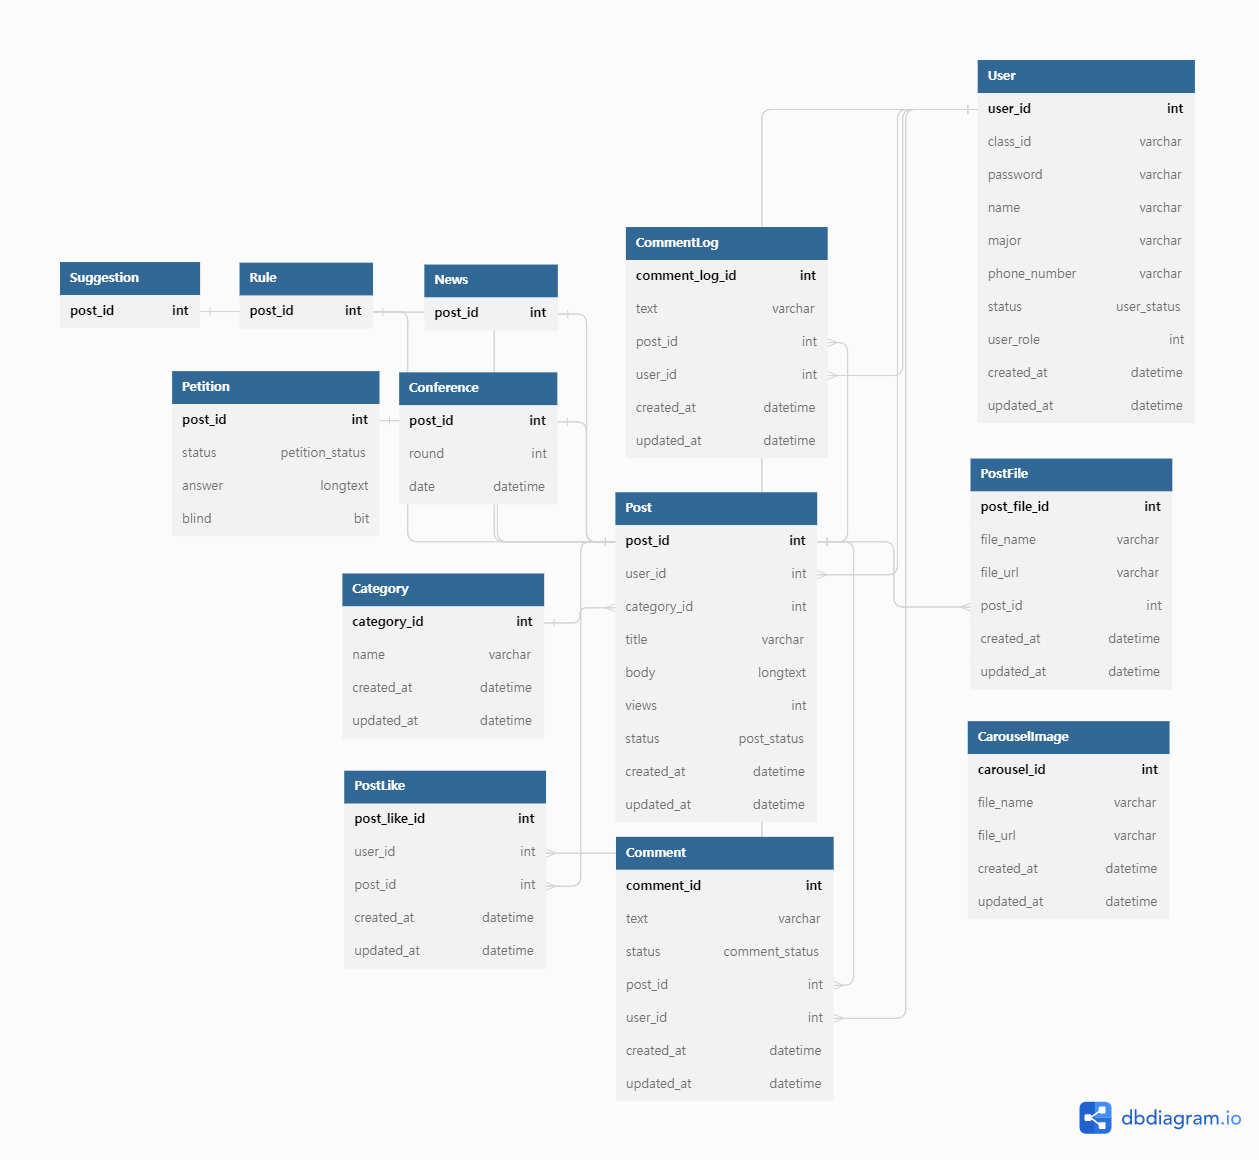 User
user_id int
class_id varchar
password varchar
name varchar
major varchar
phone_number varchar
status user_status
user_role int
created_at datetime
updated_at datetime
CommentLog
comment_log_id int
text varchar
post_id int
user_id int
created_at datetime
updated_at datetime
Suggestion
post_id int
Rule
post_id int
News
post_id int
Petition
post_id int
status petition_status
answer longtext
blind bit
Conference
post_id int
round int
date datetime
PostFile
post_file_id int
file_name varchar
file_url varchar
post_id int
created_at datetime
updated_at datetime
Post
post_id int
user_id int
category_id int
title varchar
body longtext
views int
status post_status
created_at datetime
updated_at datetime
Category
category_id int
name varchar
created_at datetime
updated_at datetime
CarouselImage
carousel_id int
file_name varchar
file_url varchar
created_at datetime
updated_at datetime
PostLike
post_like_id int
user_id int
post_id int
created_at datetime
updated_at datetime
Comment
comment_id int
text varchar
status comment_status
post_id int
user_id int
created_at datetime
updated_at datetime
dbdiagram.io